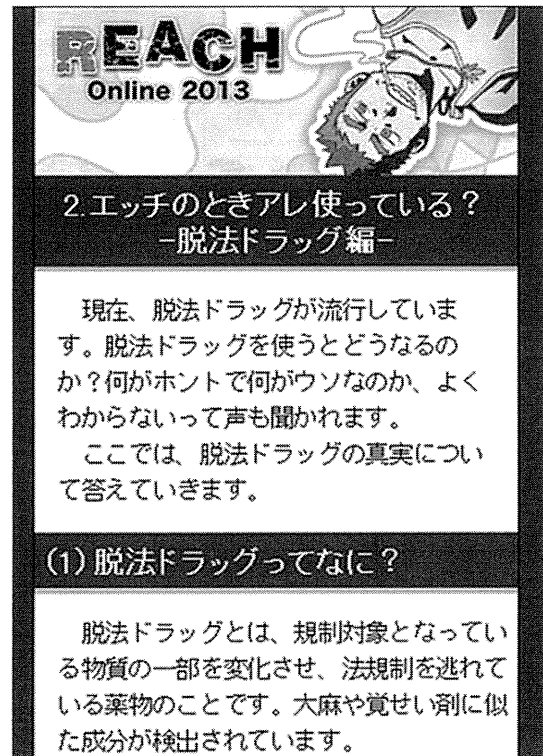 REACH
Online 2013
2.エッチのときアレ使っている？
-脱法ドラッグ編-
現在、脱法ドラッグが流行していま
す。脱法ドラッグを使うとどうなるの
か？何がホントで何がウソなのか、よく
わからないって声も聞かれます。
ここでは、脱法ドラッグの真実につい
て答えていきます。
(1)脱法ドラッグってなに？
脱法ドラッグとは、規制対象となってい
る物質の一部を変化させ、法規制を逃れて
いる薬物のことです。大麻や覚せい剤に似
た成分が検出されています。